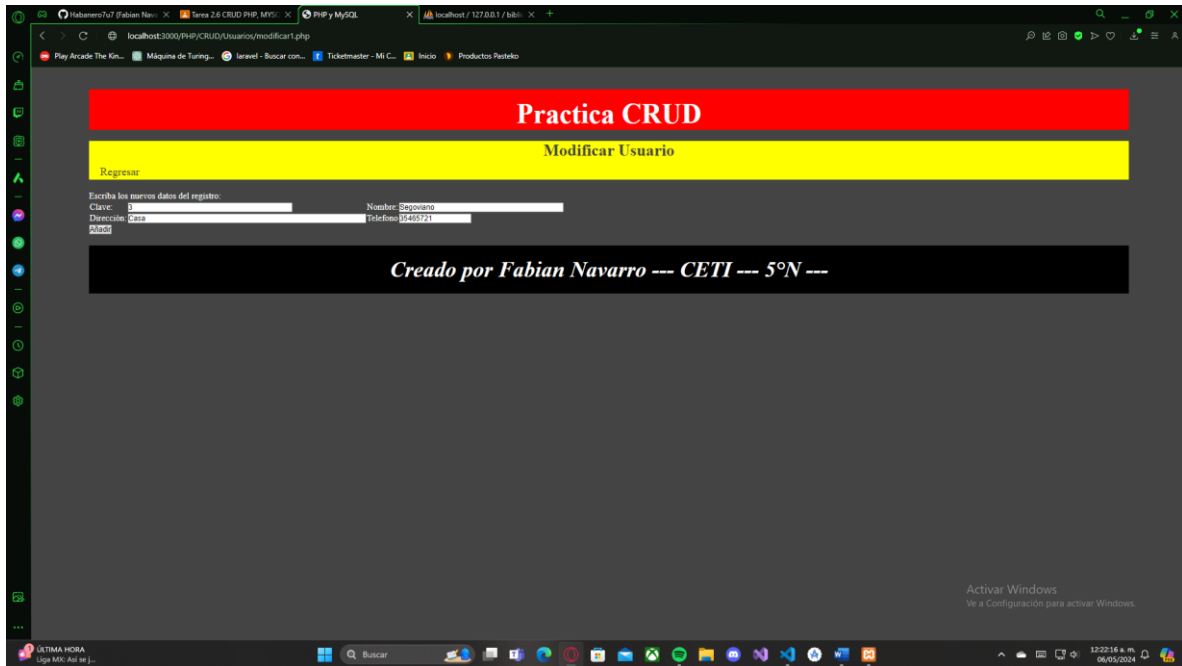 Habanero7u7 (Fabian Nav
Tarea 2.6 CRUD PHP, MYSQ
PHP y MySQL
localhost / 127.0.0.1 / bibli
localhost:3000/PHP/CRUD/Usuarios/modificar1.php
Play Arcade The Kin...
Máquina de Turing...
laravel - Buscar con...
Ticketmaster - Mi C...
Inicio
Productos Pasteko
Practica CRUD
Modificar Usuario
Regresar
Escriba los nuevos datos del registro:
Clave: 3 Nombre: Segoviano
Dirección: Casa Telefono 35465721
Añadir
Creado por Fabian Navarro --- CETI --- 5°N ---
Activar Windows
Ve a Configuración para activar Windows.
ÚLTIMA HORA
Liga MX: Así se j...
Buscar
12:22:16 a. m.
06/05/2024